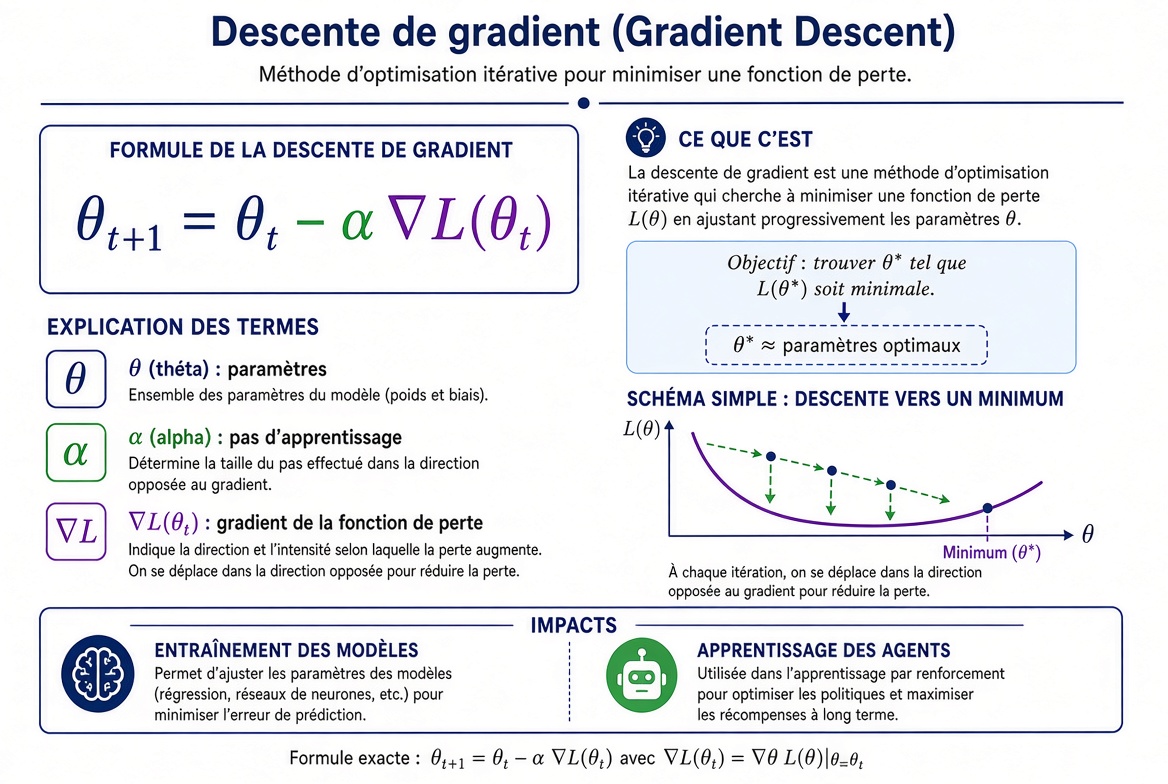 Descente de gradient (Gradient Descent)
Méthode d'optimisation itérative pour minimiser une fonction de perte.
FORMULE DE LA DESCENTE DE GRADIENT
θₜ₊₁ = θₜ − α ∇L(θₜ)
EXPLICATION DES TERMES
θ
θ (théta) : paramètres
Ensemble des paramètres du modèle (poids et biais).
α
α (alpha) : pas d'apprentissage
Détermine la taille du pas effectué dans la direction
opposée au gradient.
∇L
∇L(θₜ) : gradient de la fonction de perte
Indique la direction et l'intensité selon laquelle la perte augmente.
On se déplace dans la direction opposée pour réduire la perte.
CE QUE C'EST
La descente de gradient est une méthode d'optimisation
itérative qui cherche à minimiser une fonction de perte
L(θ) en ajustant progressivement les paramètres θ.
Objectif : trouver θ* tel que
L(θ*) soit minimale.
θ* ≈ paramètres optimaux
SCHÉMA SIMPLE : DESCENTE VERS UN MINIMUM
L(θ)
θ
Minimum (θ*)
À chaque itération, on se déplace dans la direction
opposée au gradient pour réduire la perte.
IMPACTS
ENTRAÎNEMENT DES MODÈLES
Permet d'ajuster les paramètres des modèles
(régression, réseaux de neurones, etc.) pour
minimiser l'erreur de prédiction.
APPRENTISSAGE DES AGENTS
Utilisée dans l'apprentissage par renforcement
pour optimiser les politiques et maximiser
les récompenses à long terme.
Formule exacte : θₜ₊₁ = θₜ − α ∇L(θₜ) avec ∇L(θₜ) = ∇θ L(θ)|θ=θₜ